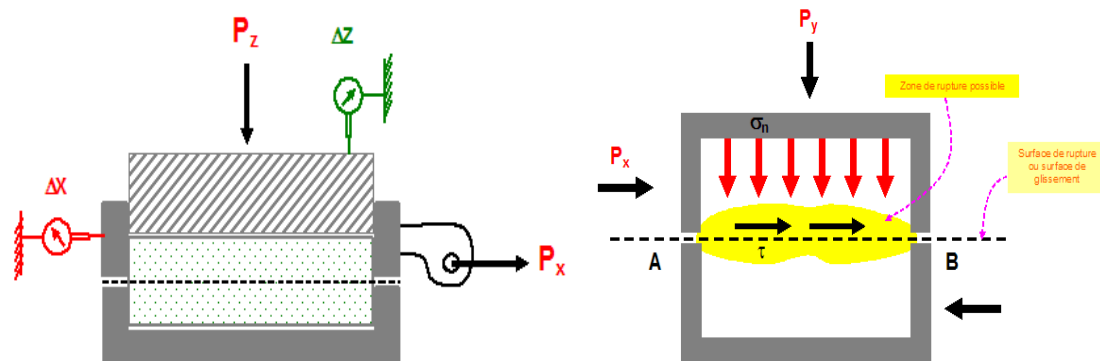 Pz
ΔZ
ΔX
Px
Py
Zone de rupture possible
σn
Px
Surface de rupture
ou surface de
glissement
A
τ
B